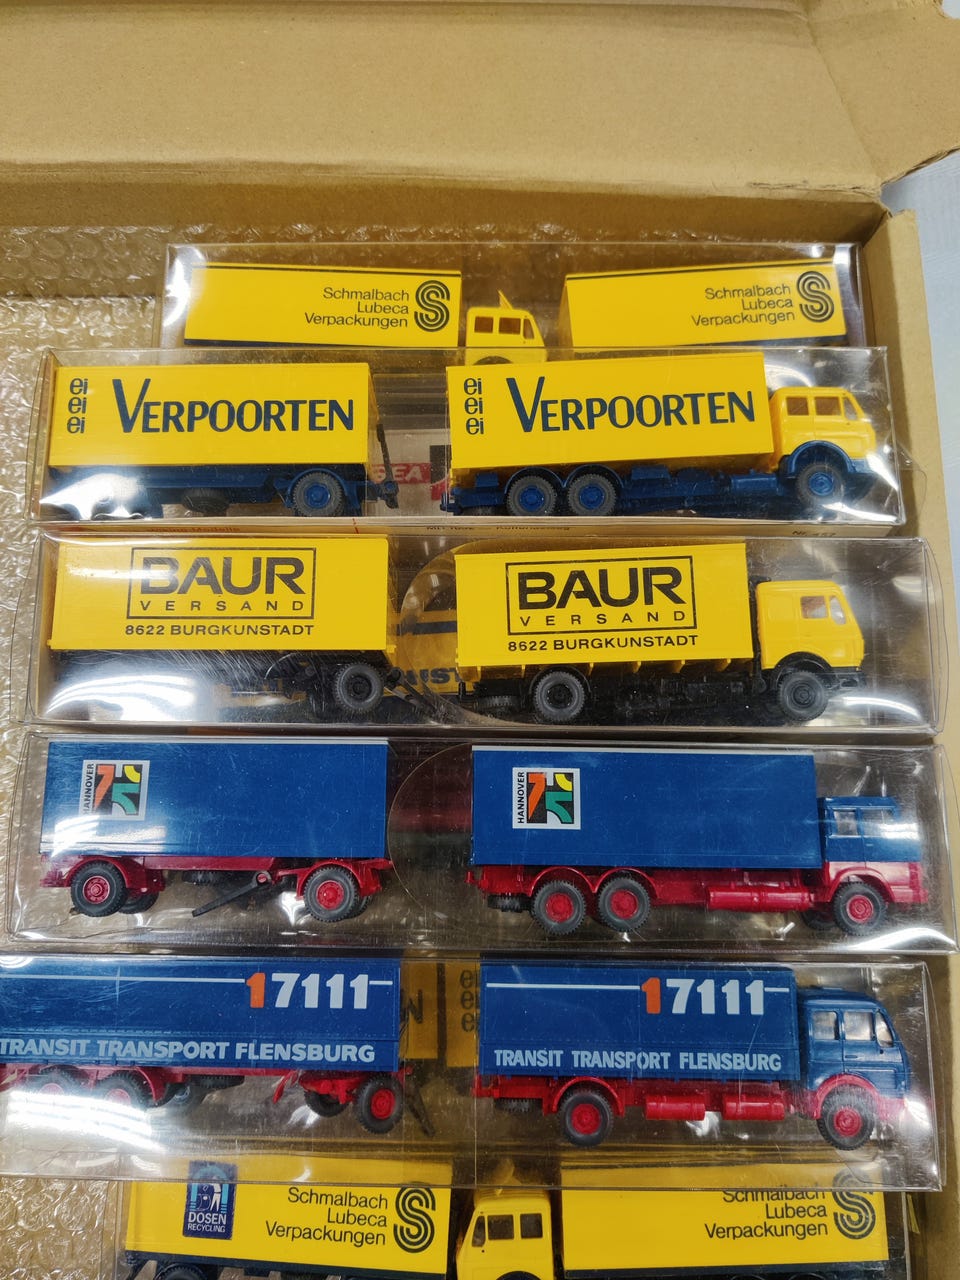 Schmalbach
Lubeca
Verpackungen
S
Schmalbach
Lubeca
Verpackungen
S
ei
ei
ei
VERPOORTEN
ei
ei
ei
VERPOORTEN
BAUR
VERSAND
8622 BURGKUNSTADT
BAUR
VERSAND
8622 BURGKUNSTADT
HANNOVER
75
HANNOVER
75
17111
TRANSIT TRANSPORT FLENSBURG
17111
TRANSIT TRANSPORT FLENSBURG
DOSEN
RECYCLING
Schmalbach
Lubeca
Verpackungen
S
Schmalbach
Lubeca
Verpackungen
S